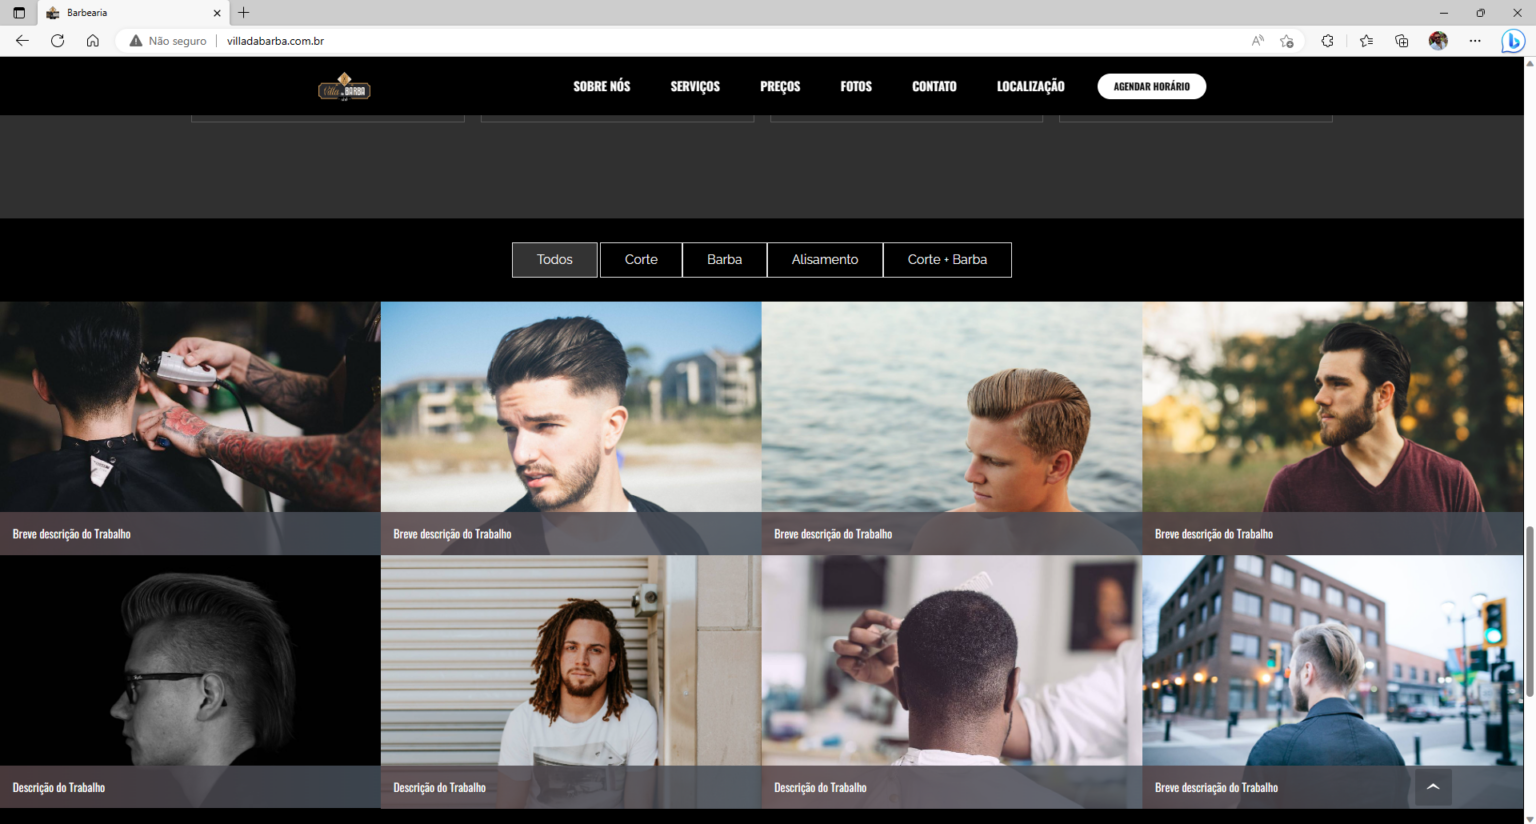 Barbearia
Não seguro villadabarba.com.br
Villa da BARBA
SOBRE NÓS SERVIÇOS PREÇOS FOTOS CONTATO LOCALIZAÇÃO AGENDAR HORÁRIO
Todos Corte Barba Alisamento Corte + Barba
Breve descrição do Trabalho Breve descrição do Trabalho Breve descrição do Trabalho Breve descrição do Trabalho
Descrição do Trabalho Descrição do Trabalho Descrição do Trabalho Breve descriação do Trabalho